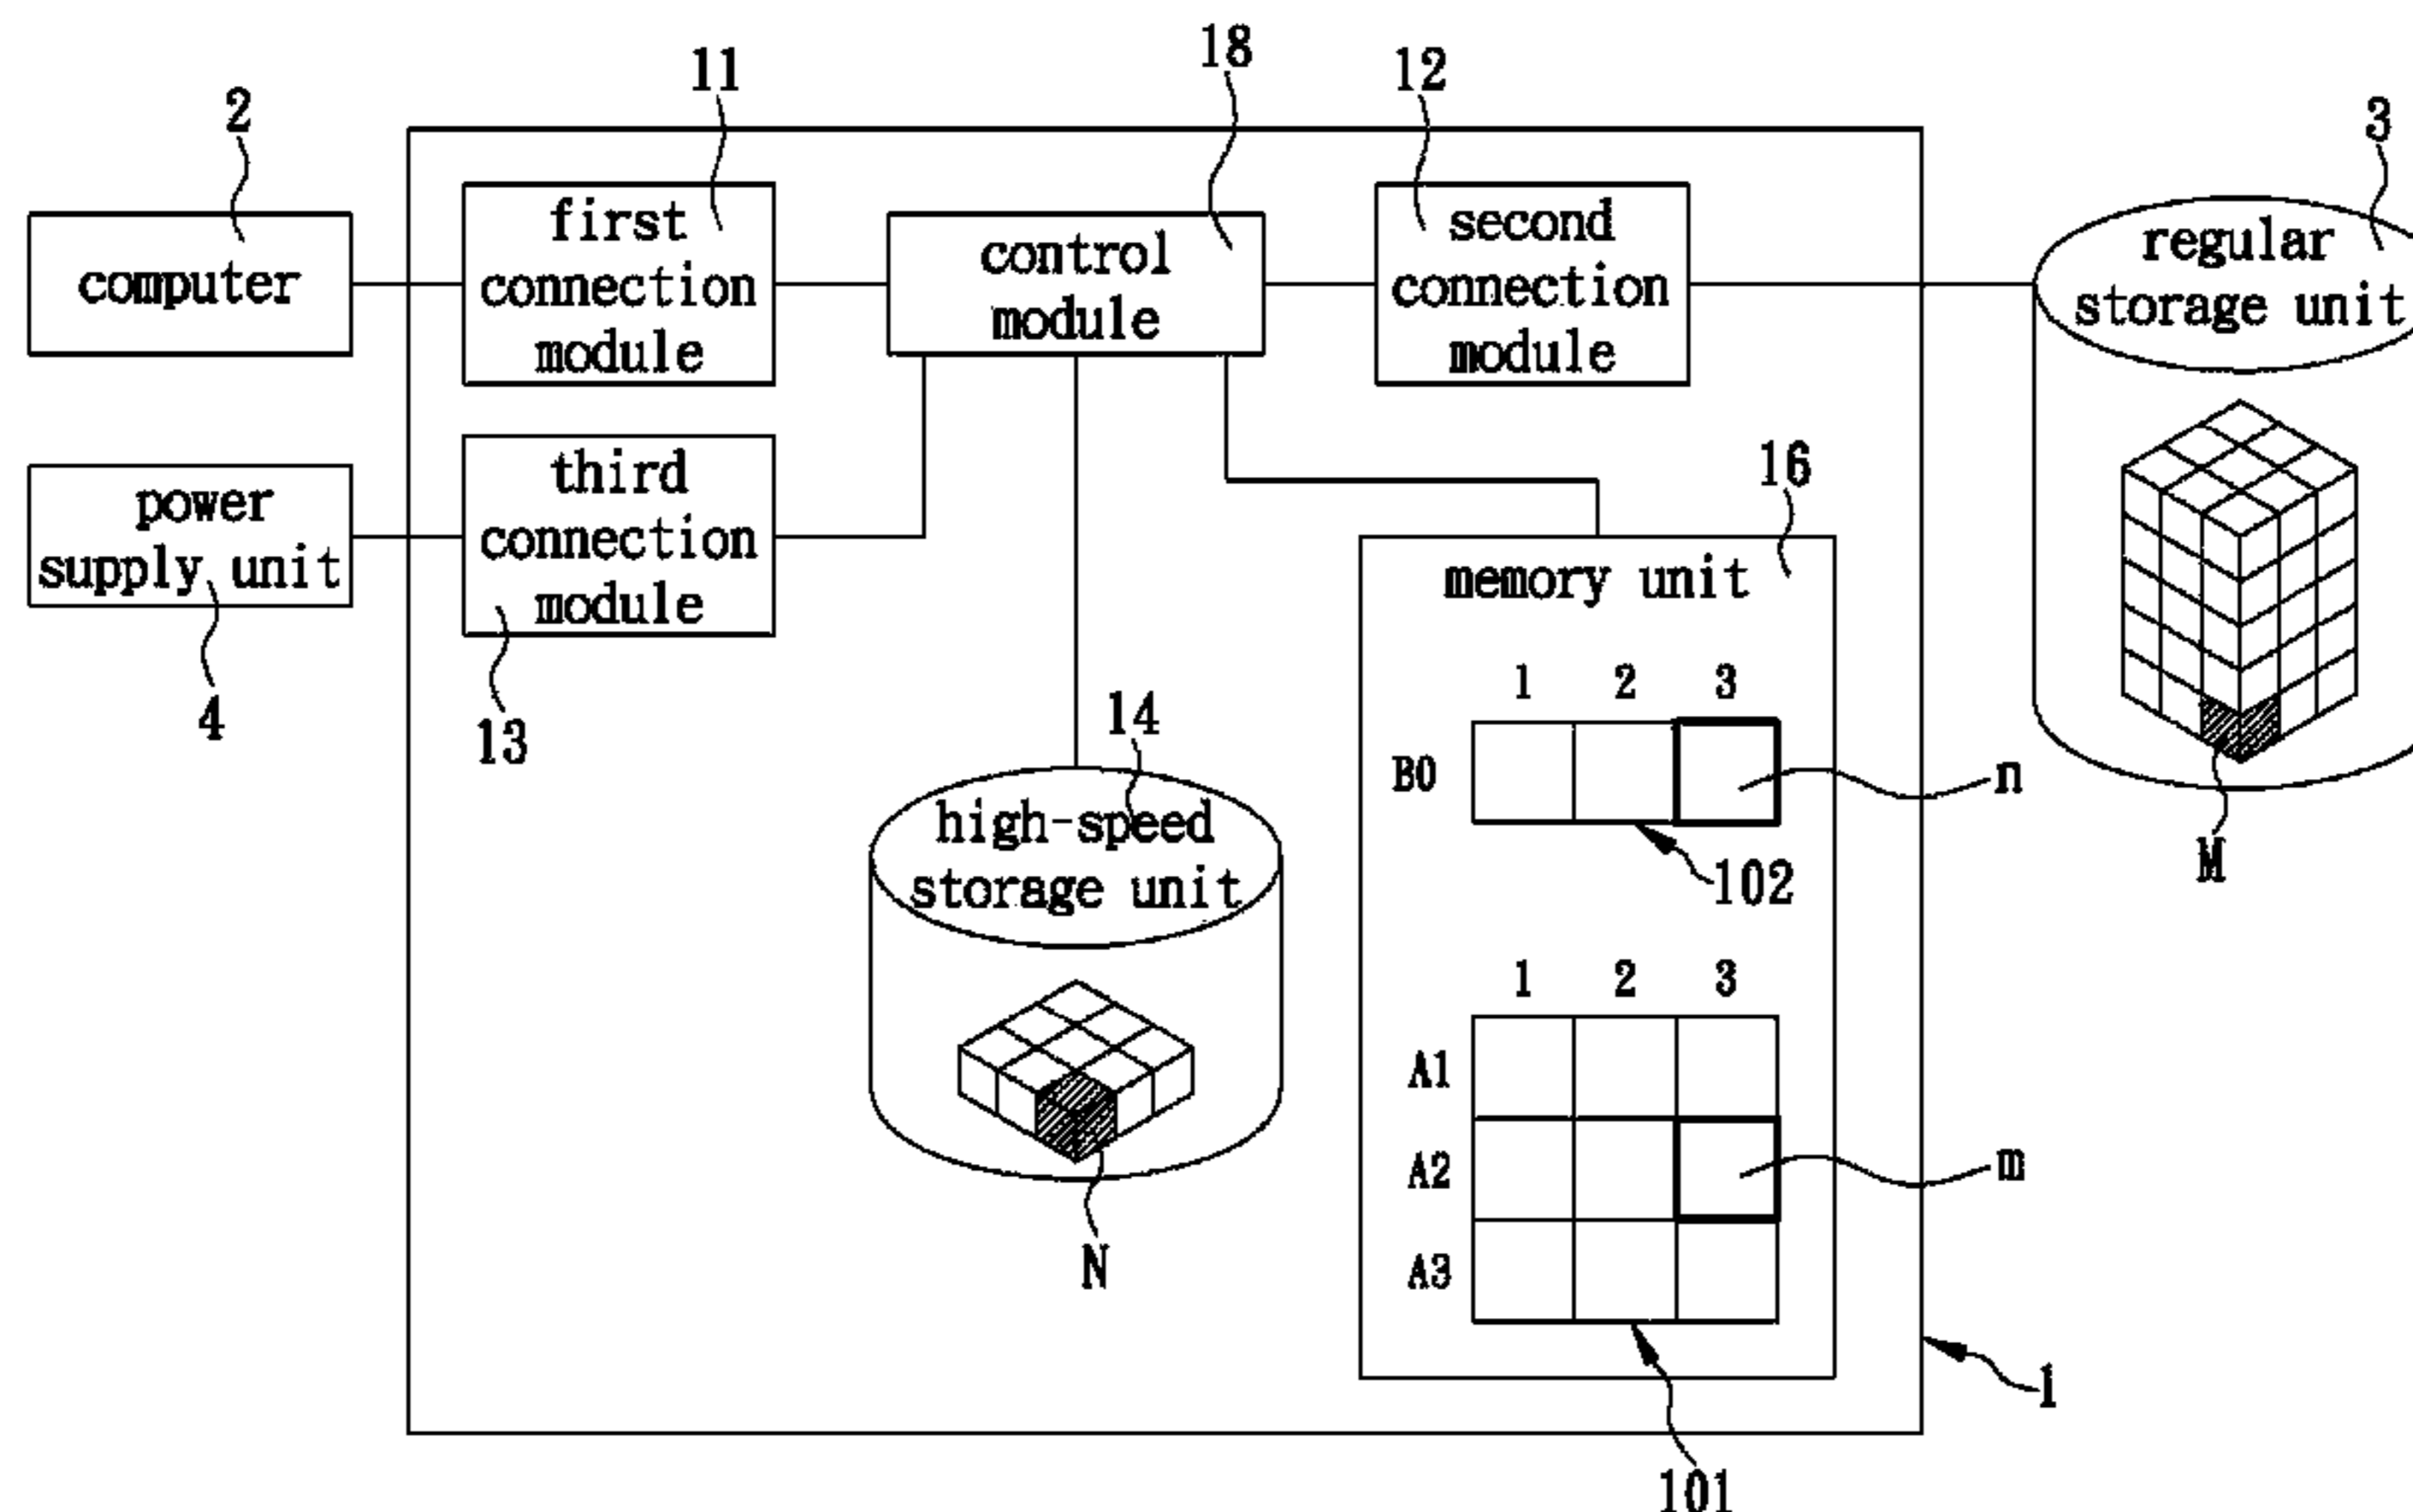 18
11
12
2
3
first
connection
module
control
module
second
connection
module
regular
storage unit
computer
16
power
supply unit
third
connection
module
memory unit
4
13
1 2 3
14
B0
n
high-speed
storage unit
102
M
1 2 3
A1
A2
m
N
A3
1
101